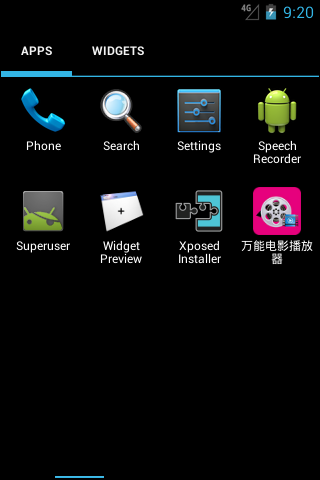 4G 9:20
APPS WIDGETS
Phone Search Settings Speech Recorder
Superuser Widget Preview Xposed Installer 万能电影播放器